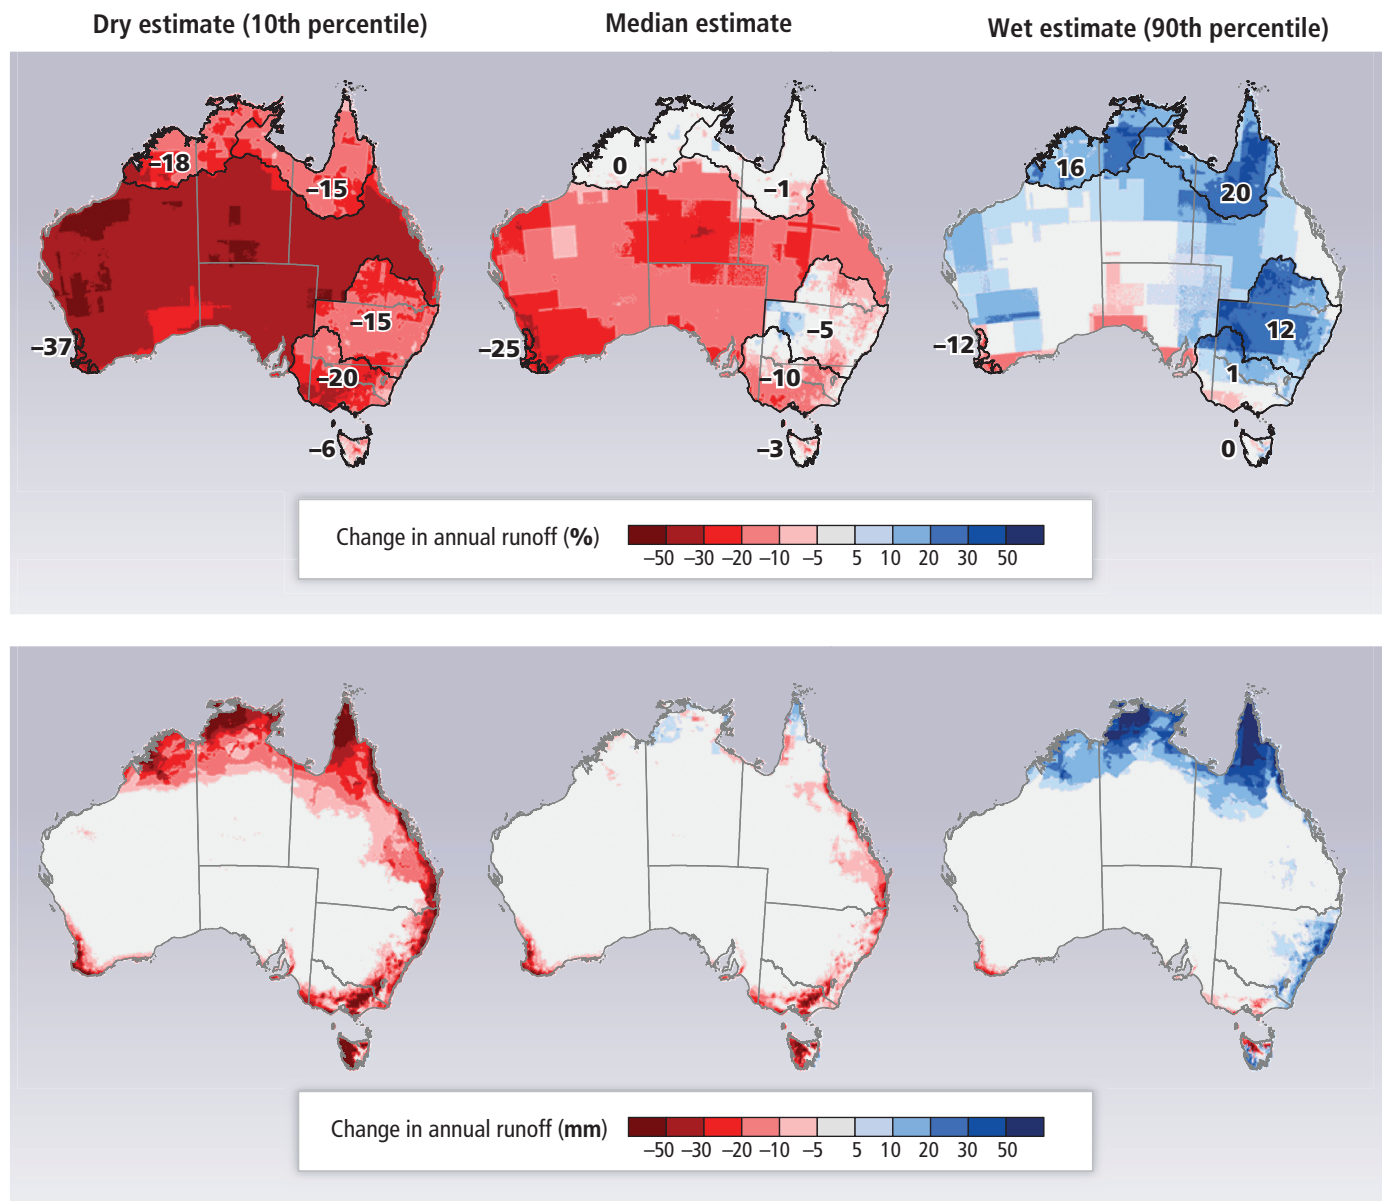 Dry estimate (10th percentile)
Median estimate
Wet estimate (90th percentile)
–18
–15
–15
–37
–20
–6
0
–1
–5
–25
–10
–3
16
20
12
–12
1
0
Change in annual runoff (%)
–50 –30 –20 –10 –5 5 10 20 30 50
Change in annual runoff (mm)
–50 –30 –20 –10 –5 5 10 20 30 50